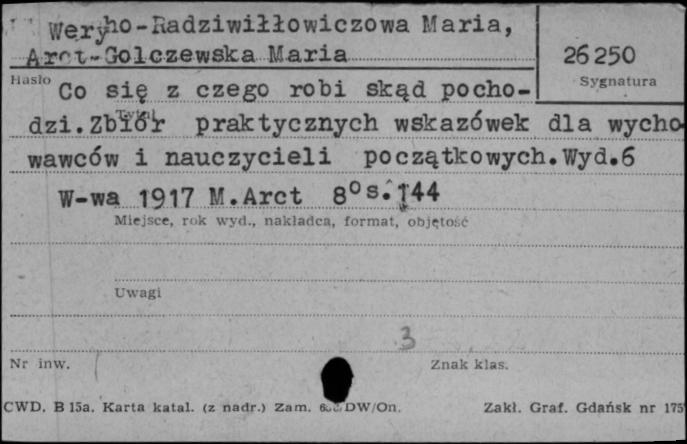 Weryho-Radziwiłłowiczowa Maria,
Arct-Golczewska Maria
26250
Hasło
Sygnatura
Co się z czego robi skąd pocho-
Tytuł
dzi.Zbiór praktycznych wskazówek dla wycho-
wawców i nauczycieli początkowych.Wyd.6
W-wa 1917 M.Arct 8° s.144
Miejsce, rok wyd., nakładca, format, objętość
Uwagi
3
Nr inw.
Znak klas.
CWD. B 15a. Karta katal. (z nadr.) Zam. DW/On. Zakł. Graf. Gdańsk nr 175